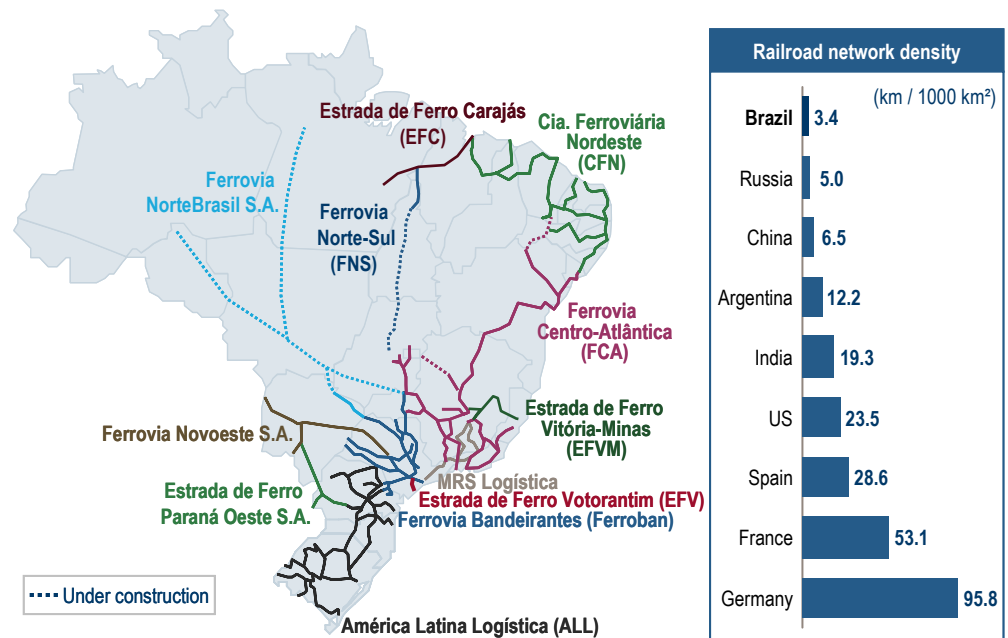 Estrada de Ferro Carajás
(EFC)
Cia. Ferroviária
Nordeste
(CFN)
Ferrovia
NorteBrasil S.A.
Ferrovia
Norte-Sul
(FNS)
Ferrovia
Centro-Atlântica
(FCA)
Estrada de Ferro
Vitória-Minas
(EFVM)
Ferrovia Novoeste S.A.
MRS Logística
Estrada de Ferro
Paraná Oeste S.A.
Estrada de Ferro Votorantim (EFV)
Ferrovia Bandeirantes (Ferroban)
América Latina Logística (ALL)
Under construction
Railroad network density
(km / 1000 km²)
Brazil 3.4
Russia 5.0
China 6.5
Argentina 12.2
India 19.3
US 23.5
Spain 28.6
France 53.1
Germany 95.8